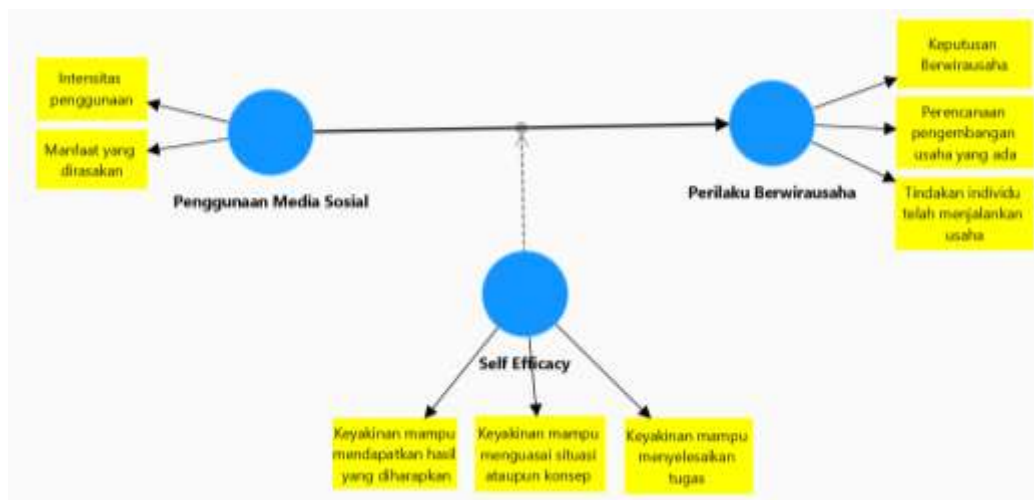 Intensitas
penggunaan
Manfaat yang
dirasakan
Penggunaan Media Sosial
Keputusan
Berwirausaha
Perencanaan
pengembangan
usaha yang ada
Tindakan individu
telah menjalankan
usaha
Perilaku Berwirausaha
Self Efficacy
Keyakinan mampu
mendapatkan hasil
yang diharapkan
Keyakinan mampu
menguasai situasi
ataupun konsep
Keyakinan mampu
menyelesaikan
tugas